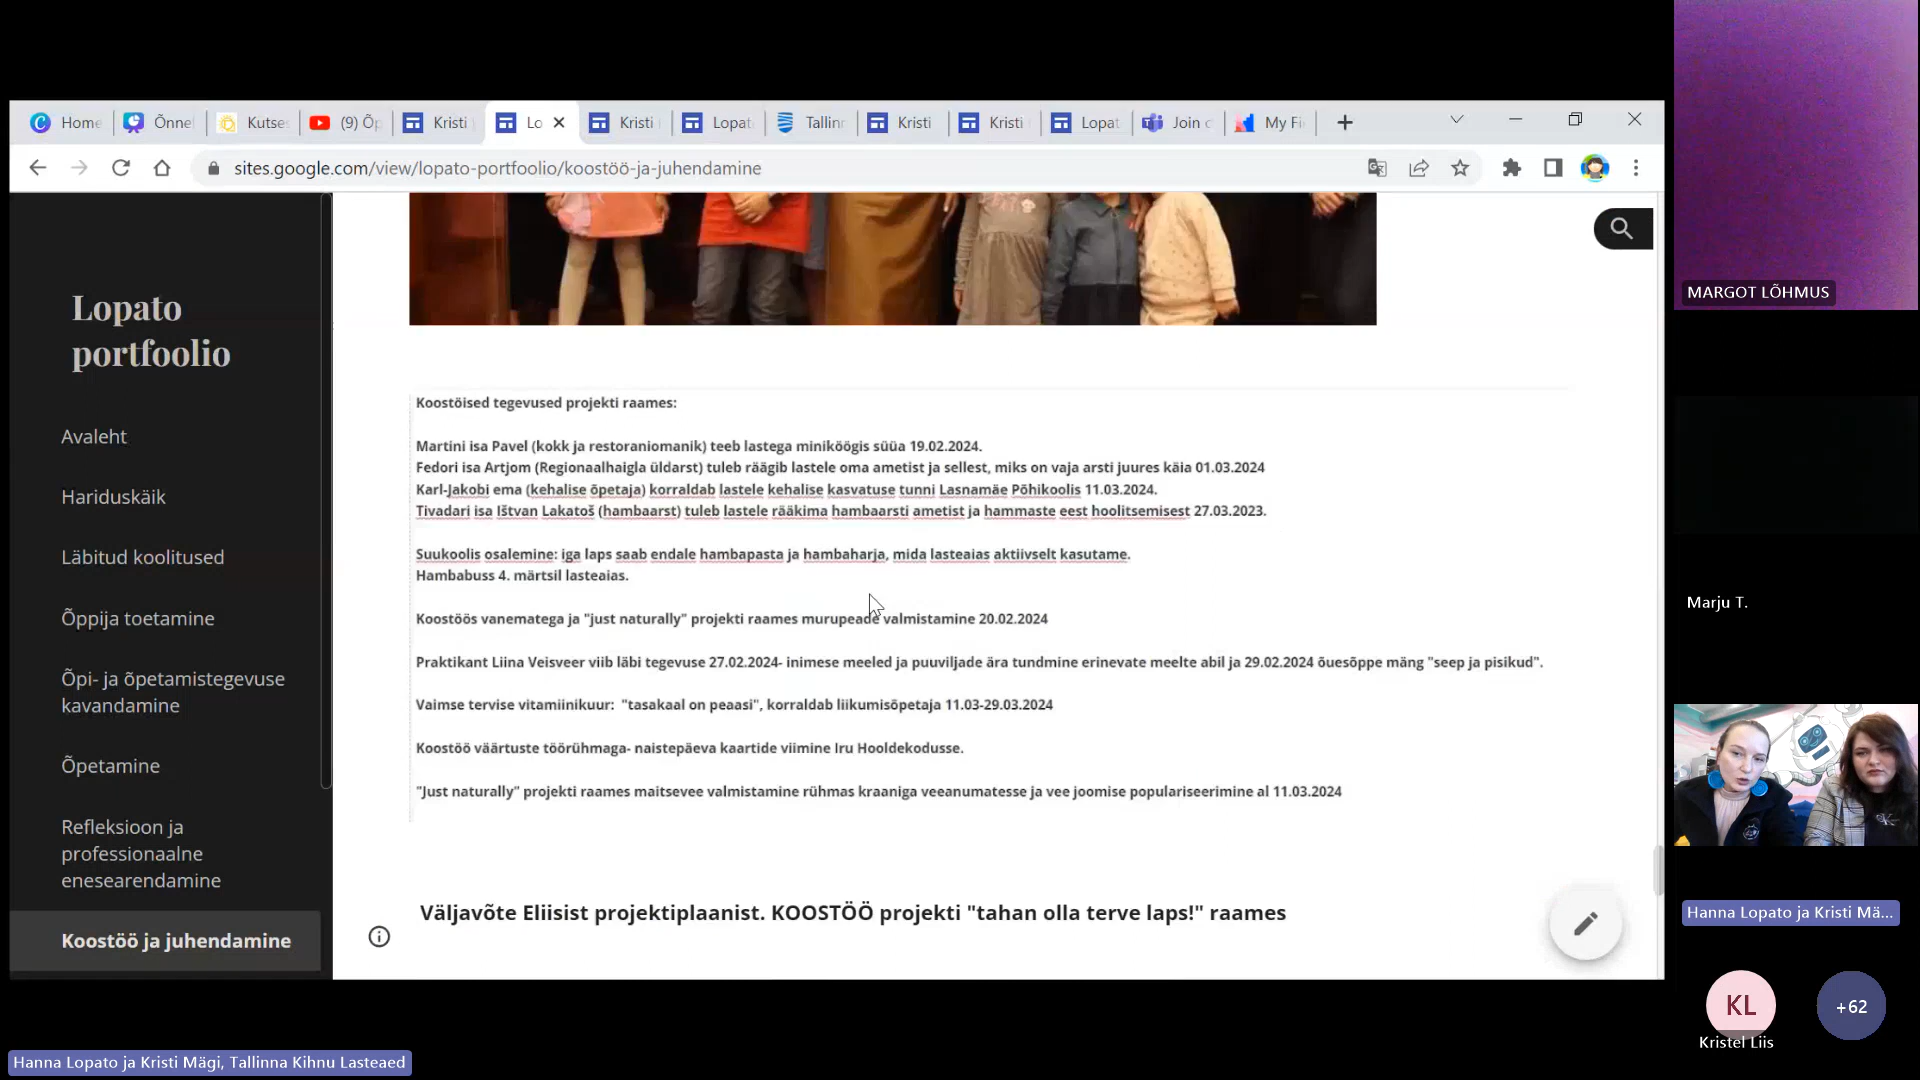 Home
Õnne
Kutse
(9) Õp
Kristi
Lo
Kristi
Lopat
Tallinn
Kristi
Kristi
Lopat
Join c
My Fi
sites.google.com/view/lopato-portfoolio/koostöö-ja-juhendamine
Lopato
portfoolio
Avaleht
Hariduskäik
Läbitud koolitused
Õppija toetamine
Õpi- ja õpetamistegevuse
kavandamine
Õpetamine
Refleksioon ja
professionaalne
enesearendamine
Koostöö ja juhendamine
Koostöised tegevused projekti raames:
Martini isa Pavel (kokk ja restoraniomanik) teeb lastega miniköögis süüa 19.02.2024.
Fedori isa Artjom (Regionaalhaigla üldarst) tuleb räägib lastele oma ametist ja sellest, miks on vaja arsti juures käia 01.03.2024
Karl-Jakobi ema (kehalise õpetaja) korraldab lastele kehalise kasvatuse tunni Lasnamäe Põhikoolis 11.03.2024.
Tivadari isa Ištvan Lakatoš (hambaarst) tuleb lastele rääkima hambaarsti ametist ja hammaste eest hoolitsemisest 27.03.2023.
Suukoolis osalemine: iga laps saab endale hambapasta ja hambaharja, mida lasteaias aktiivselt kasutame.
Hambabuss 4. märtsil lasteaias.
Koostöös vanematega ja "just naturally" projekti raames murupeade valmistamine 20.02.2024
Praktikant Liina Veisveer viib läbi tegevuse 27.02.2024- inimese meeled ja puuviljade ära tundmine erinevate meelte abil ja 29.02.2024 õuesõppe mäng "seep ja pisikud".
Vaimse tervise vitamiinikuur: "tasakaal on peaasi", korraldab liikumisõpetaja 11.03-29.03.2024
Koostöö väärtuste töörühmaga- naistepäeva kaartide viimine Iru Hooldekodusse.
"Just naturally" projekti raames maitsevee valmistamine rühmas kraaniga veeanumatesse ja vee joomise populariseerimine al 11.03.2024
Väljavõte Eliisist projektiplaanist. KOOSTÖÖ projekti "tahan olla terve laps!" raames
MARGOT LÕHMUS
Marju T.
Hanna Lopato ja Kristi Mä...
KL
+62
Kristel Liis
Hanna Lopato ja Kristi Mägi, Tallinna Kihnu Lasteaed